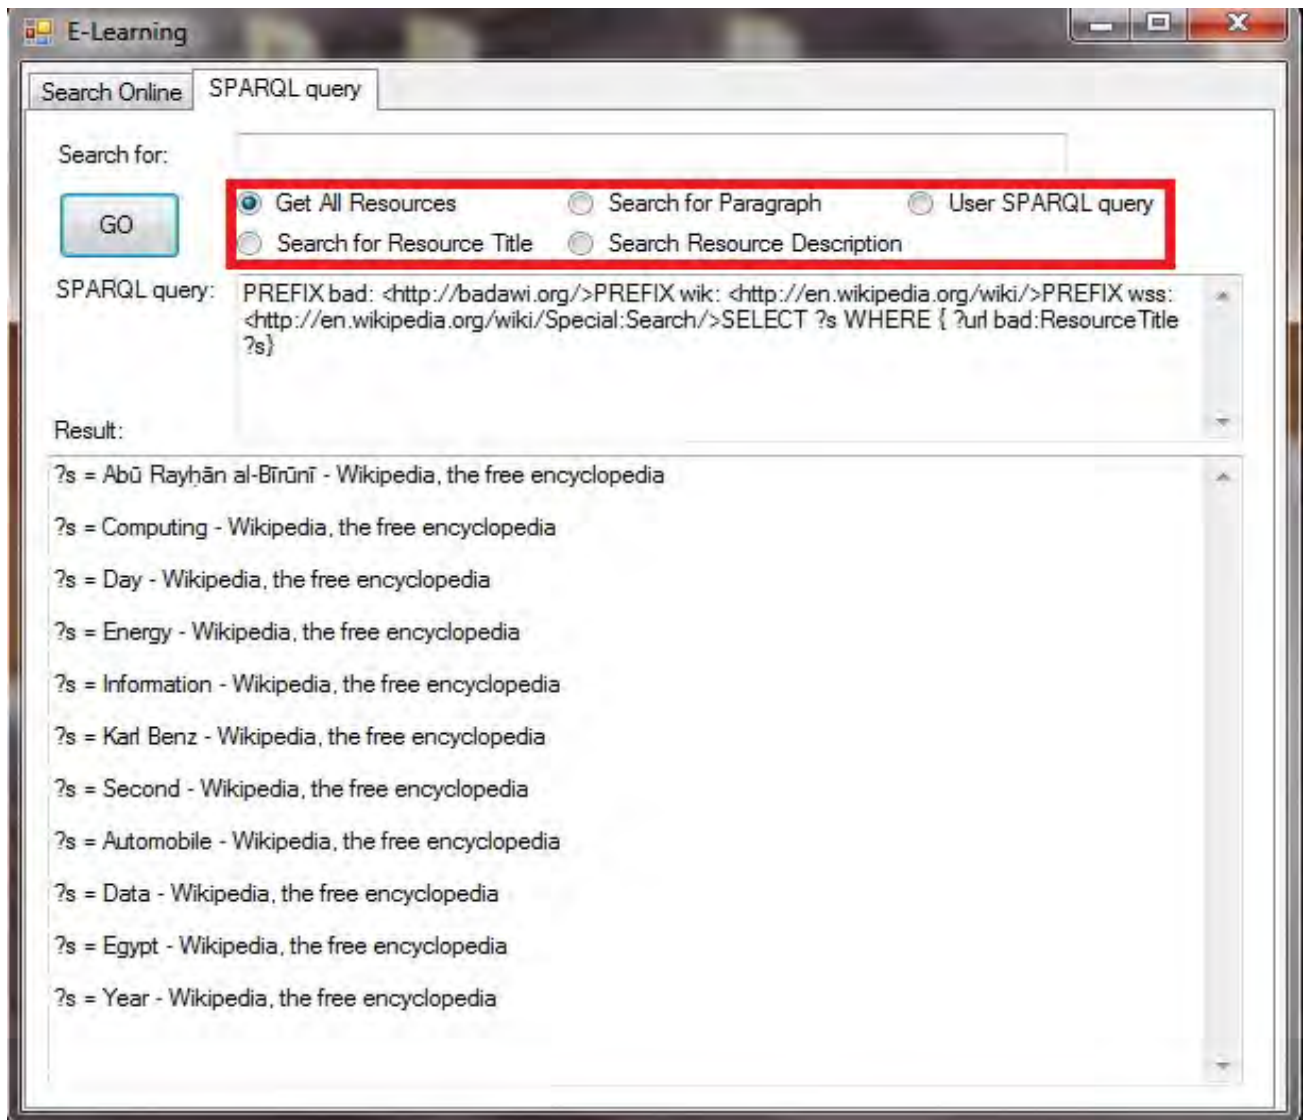 E-Learning
Search Online SPARQL query
Search for:
GO
Get All Resources Search for Paragraph User SPARQL query
Search for Resource Title Search Resource Description
SPARQL query:
PREFIX bad: <http://badawi.org/>PREFIX wik: <http://en.wikipedia.org/wiki/>PREFIX wss:
<http://en.wikipedia.org/wiki/Special:Search/>SELECT ?s WHERE { ?url bad:ResourceTitle
?s}
Result:
?s = Abū Rayḥān al-Bīrūnī - Wikipedia, the free encyclopedia
?s = Computing - Wikipedia, the free encyclopedia
?s = Day - Wikipedia, the free encyclopedia
?s = Energy - Wikipedia, the free encyclopedia
?s = Information - Wikipedia, the free encyclopedia
?s = Karl Benz - Wikipedia, the free encyclopedia
?s = Second - Wikipedia, the free encyclopedia
?s = Automobile - Wikipedia, the free encyclopedia
?s = Data - Wikipedia, the free encyclopedia
?s = Egypt - Wikipedia, the free encyclopedia
?s = Year - Wikipedia, the free encyclopedia